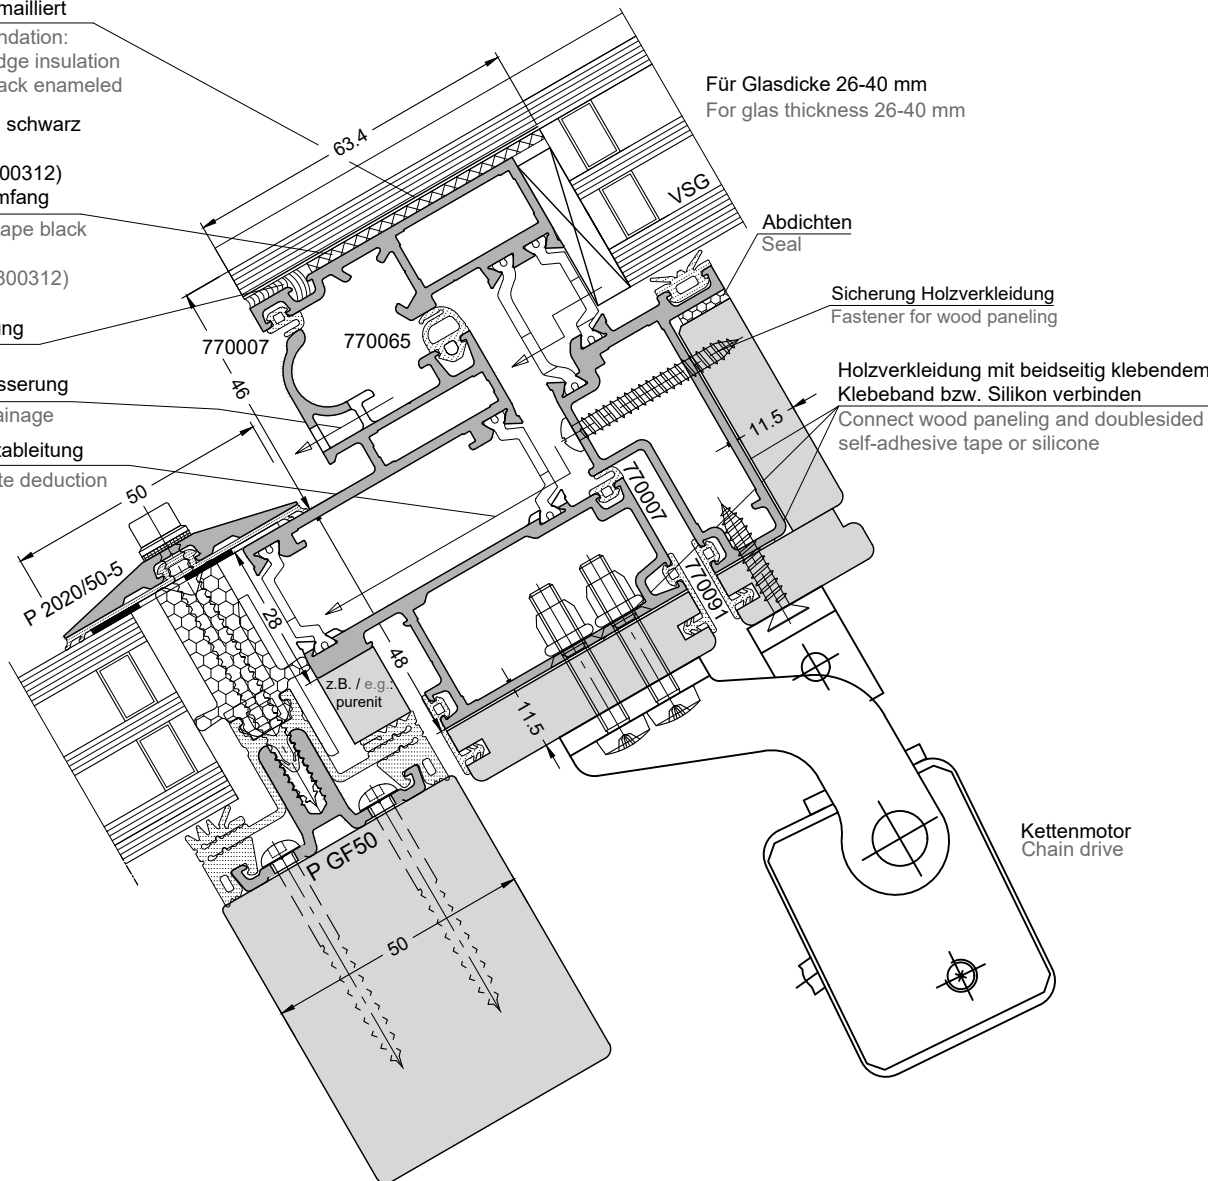 mailliert
ndation:
dge insulation
ack enameled
schwarz
00312)
mfang
tape black
300312)
ung
sserung
ainage
tableitung
te deduction
Für Glasdicke 26-40 mm
For glas thickness 26-40 mm
63.4
VSG
Abdichten
Seal
Sicherung Holzverkleidung
Fastener for wood paneling
Holzverkleidung mit beidseitig klebendem
Klebeband bzw. Silikon verbinden
Connect wood paneling and doublesided
self-adhesive tape or silicone
770007
770065
46
11.5
50
770007
P 2020/50-5
28
770091
48
z.B. / e.g.:
purenit
11.5
P GF50
50
Kettenmotor
Chain drive